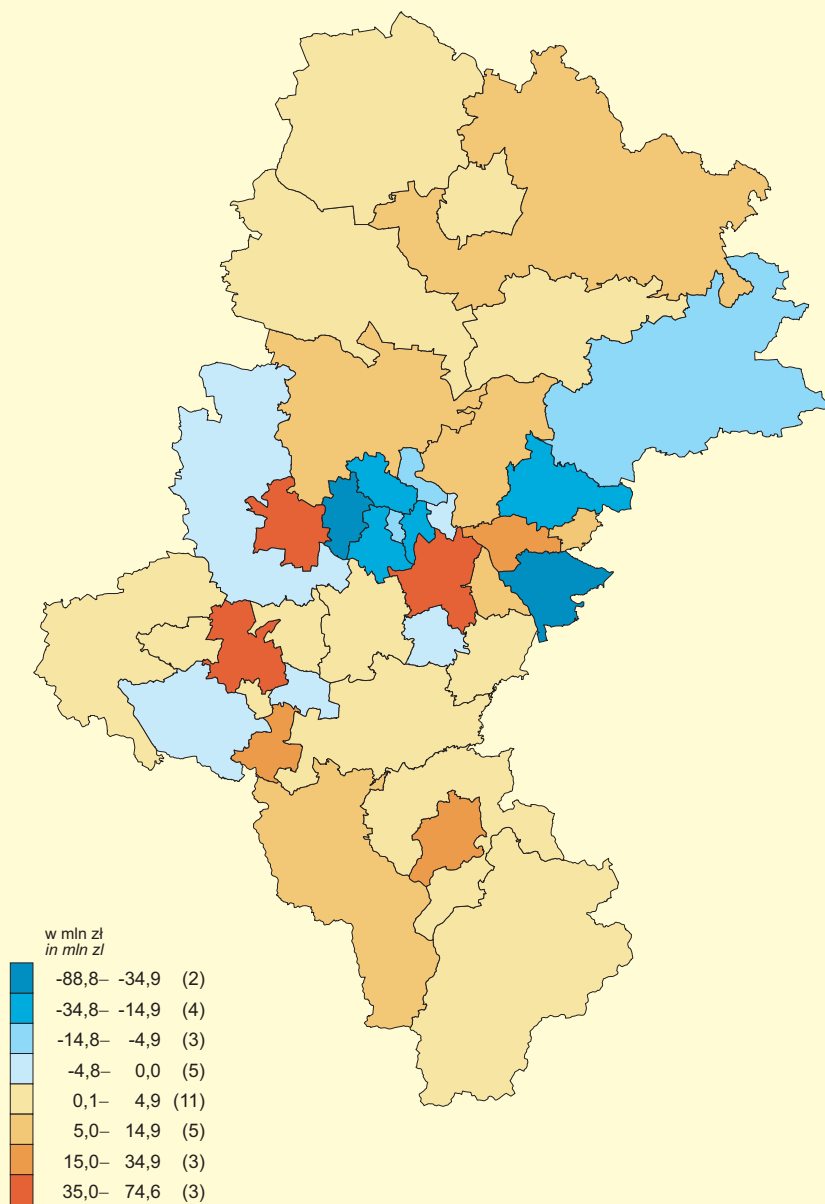 w mln zł
in mln zl
-88,8– -34,9 (2)
-34,8– -14,9 (4)
-14,8– -4,9 (3)
-4,8– 0,0 (5)
0,1– 4,9 (11)
5,0– 14,9 (5)
15,0– 34,9 (3)
35,0– 74,6 (3)